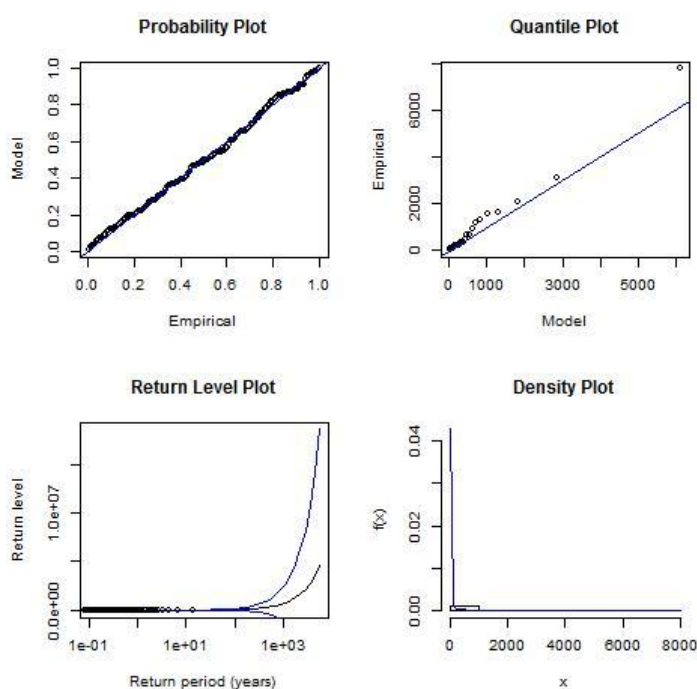 Probability Plot
Model
0.0 0.2 0.4 0.6 0.8 1.0
0.0 0.2 0.4 0.6 0.8 1.0
Empirical
Quantile Plot
Empirical
0 2000 6000
0 1000 3000 5000
Model
Return Level Plot
Return level
0.0e+00 1.0e+07
1e-01 1e+01 1e+03
Return period (years)
Density Plot
f(x)
0.00 0.02 0.04
0 2000 4000 6000 8000
x